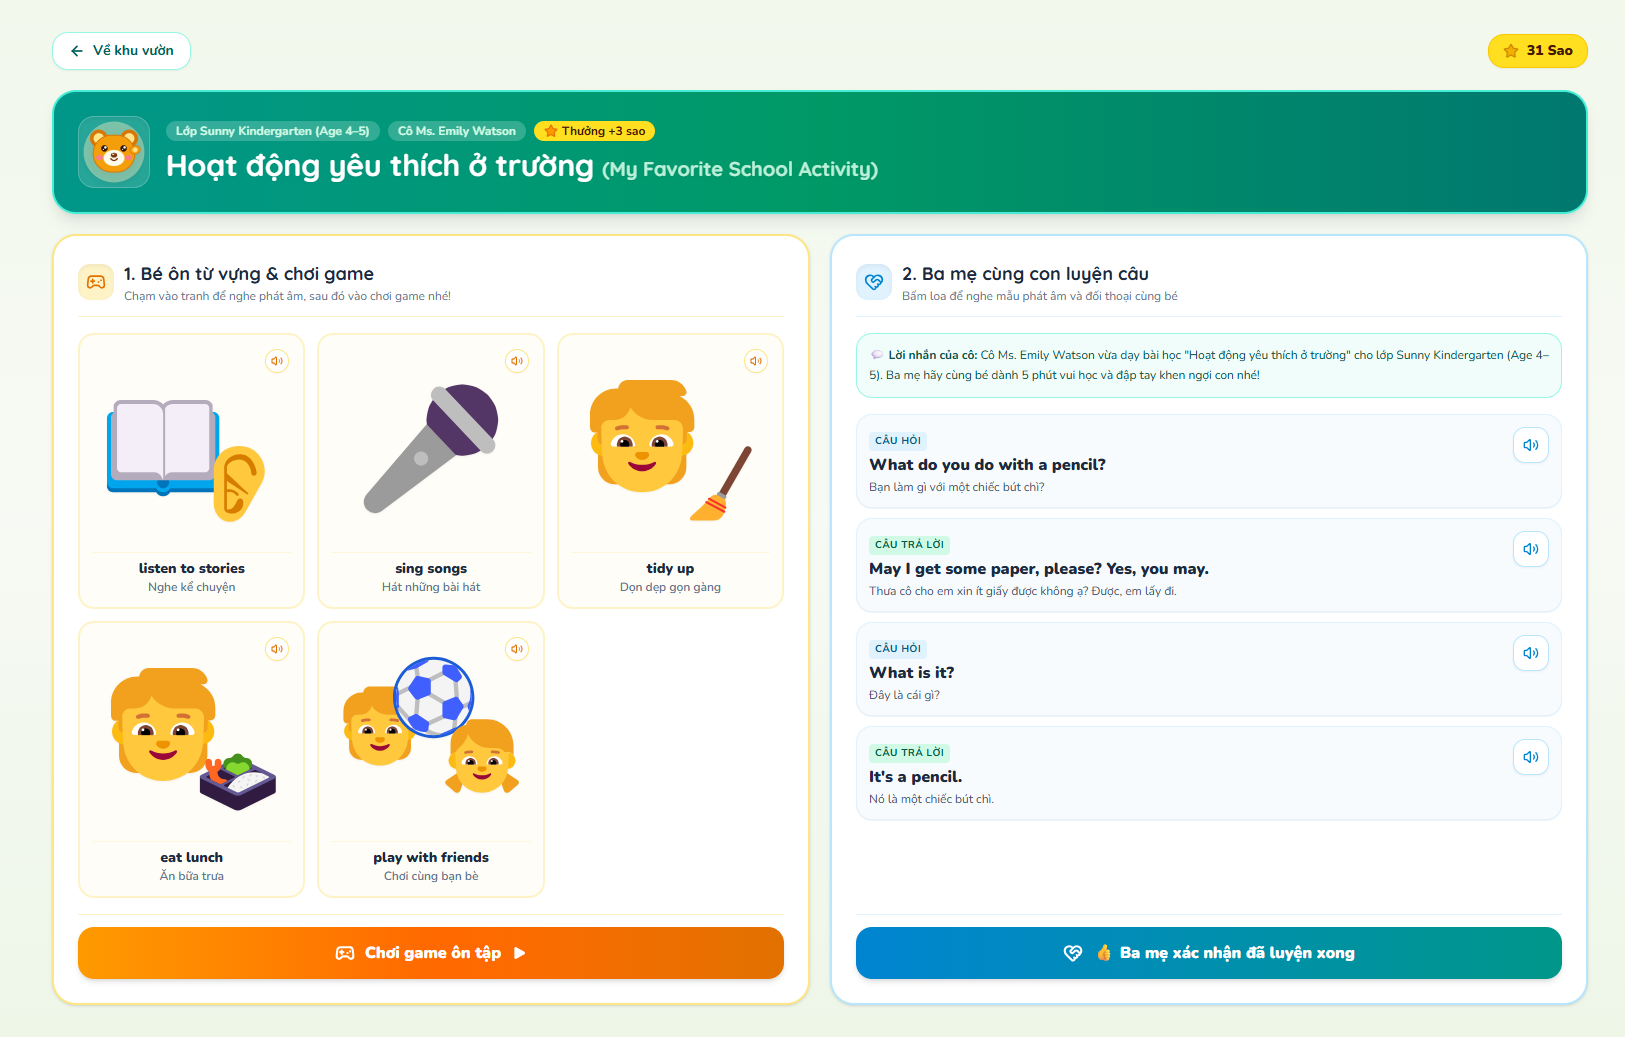 Về khu vườn
31 Sao
Lớp Sunny Kindergarten (Age 4–5)
Cô Ms. Emily Watson
Thưởng +3 sao
Hoạt động yêu thích ở trường (My Favorite School Activity)
1. Bé ôn từ vựng & chơi game
Chạm vào tranh để nghe phát âm, sau đó vào chơi game nhé!
listen to stories
Nghe kể chuyện
sing songs
Hát những bài hát
tidy up
Dọn dẹp gọn gàng
eat lunch
Ăn bữa trưa
play with friends
Chơi cùng bạn bè
Chơi game ôn tập
2. Ba mẹ cùng con luyện câu
Bấm loa để nghe mẫu phát âm và đối thoại cùng bé
Lời nhắn của cô: Cô Ms. Emily Watson vừa dạy bài học "Hoạt động yêu thích ở trường" cho lớp Sunny Kindergarten (Age 4–
5). Ba mẹ hãy cùng bé dành 5 phút vui học và đập tay khen ngợi con nhé!
CÂU HỎI
What do you do with a pencil?
Bạn làm gì với một chiếc bút chì?
CÂU TRẢ LỜI
May I get some paper, please? Yes, you may.
Thưa cô cho em xin ít giấy được không ạ? Được, em lấy đi.
CÂU HỎI
What is it?
Đây là cái gì?
CÂU TRẢ LỜI
It's a pencil.
Nó là một chiếc bút chì.
Ba mẹ xác nhận đã luyện xong